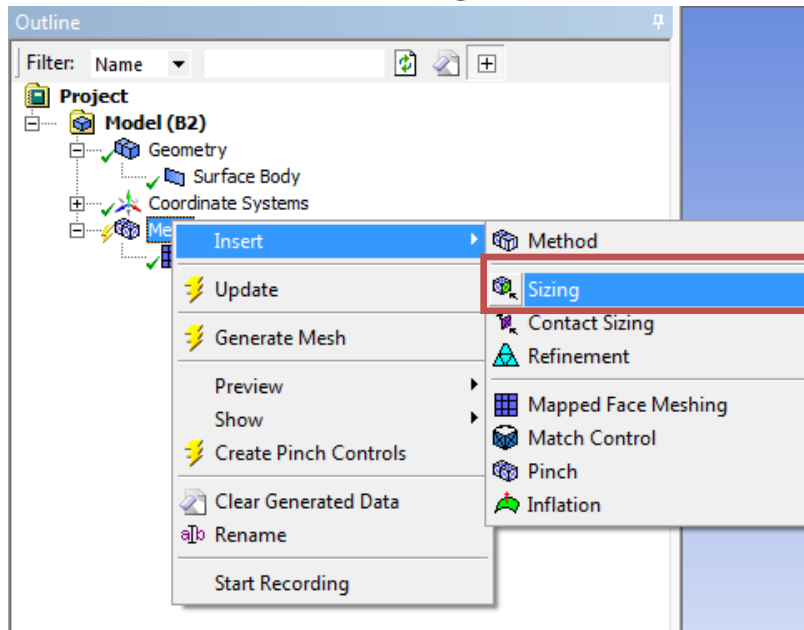 Outline
Filter: Name
Project
Model (B2)
Geometry
Surface Body
Coordinate Systems
Me
Insert
Update
Generate Mesh
Preview
Show
Create Pinch Controls
Clear Generated Data
Rename
Start Recording
Method
Sizing
Contact Sizing
Refinement
Mapped Face Meshing
Match Control
Pinch
Inflation